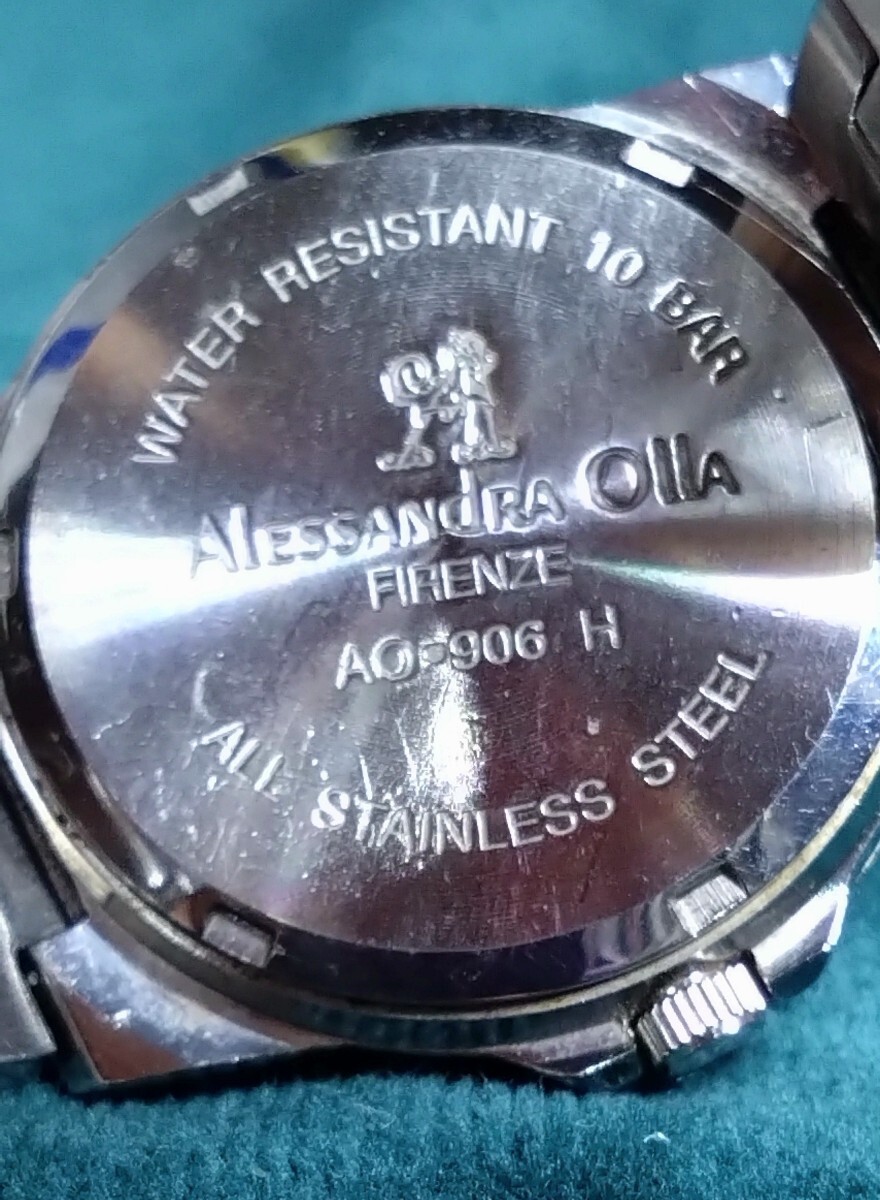 WATER RESISTANT 10 BAR
AlESSANdRA OllA
FIRENZE
AO-906 H
ALL STAINLESS STEEL